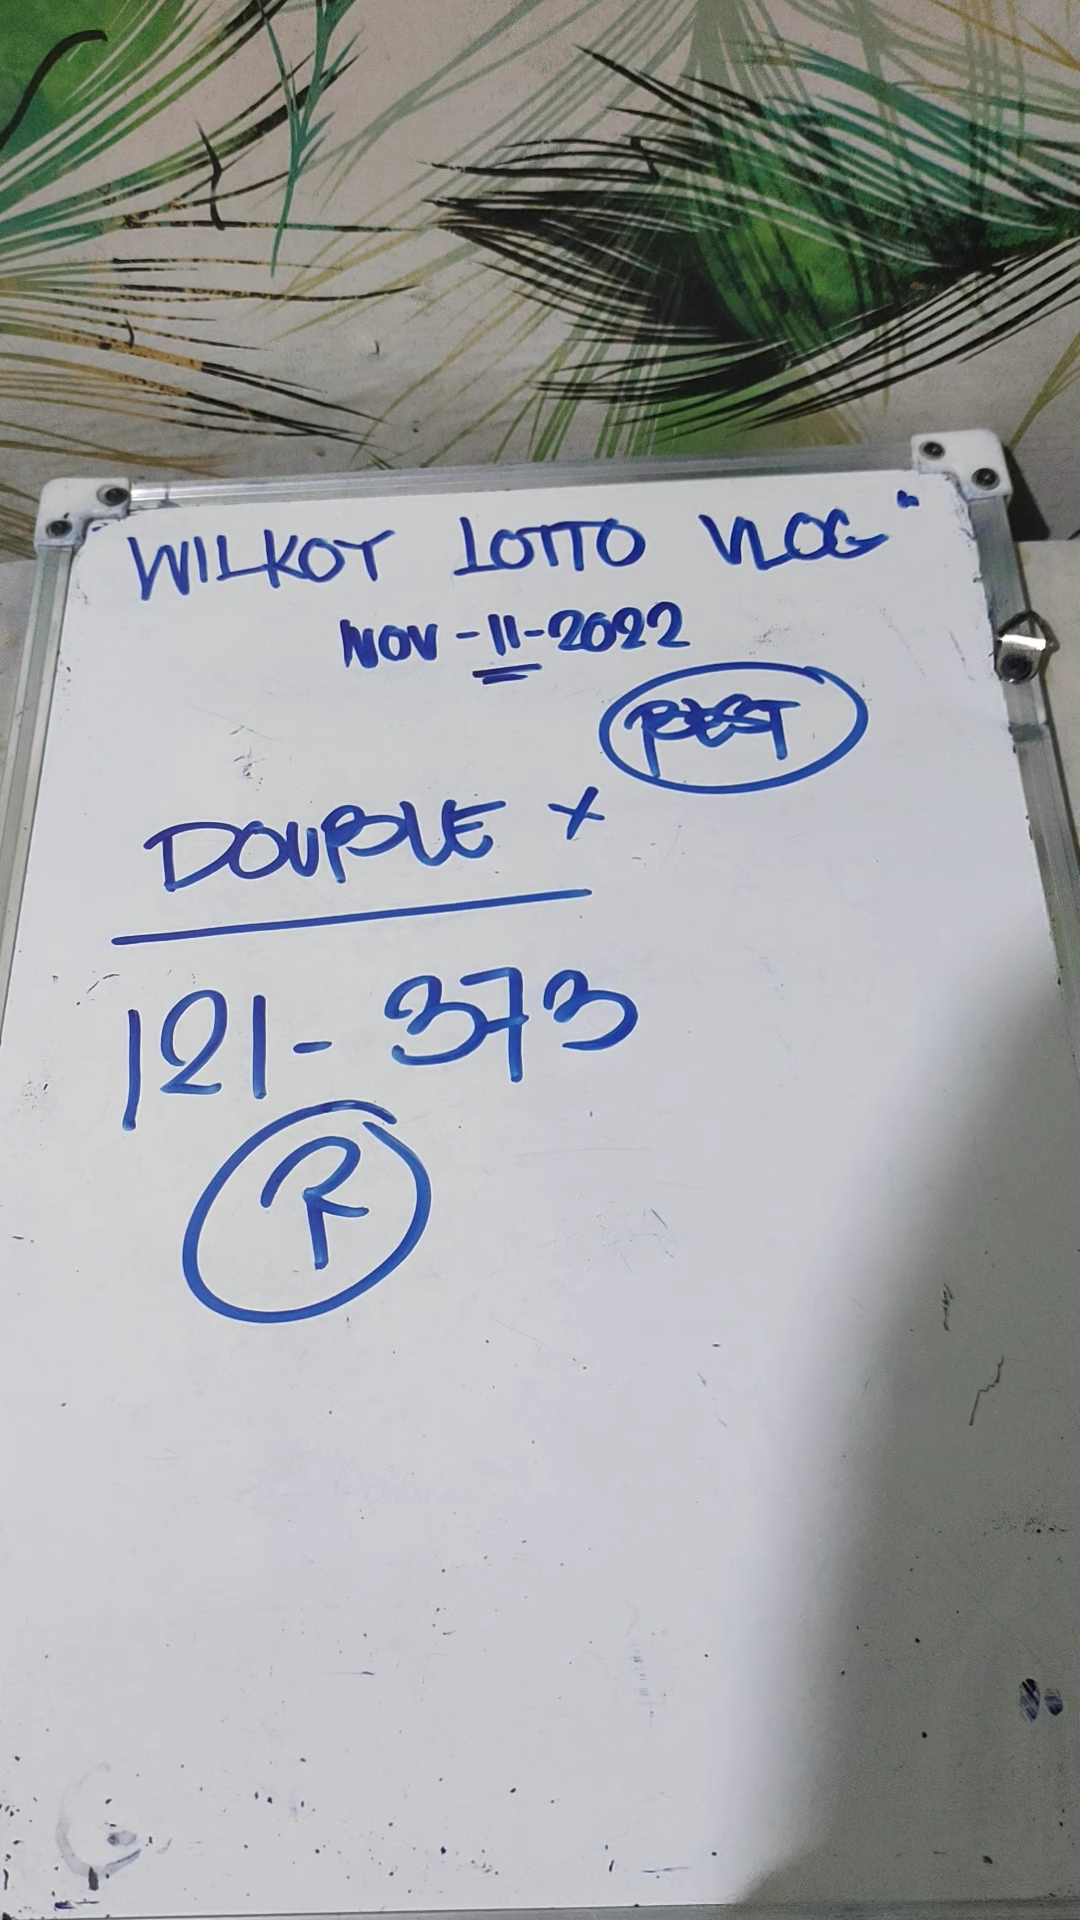 WILKOT LOTTO VLOG"
NOV-11-2022
BEST
DOUBLE X
121-373
R